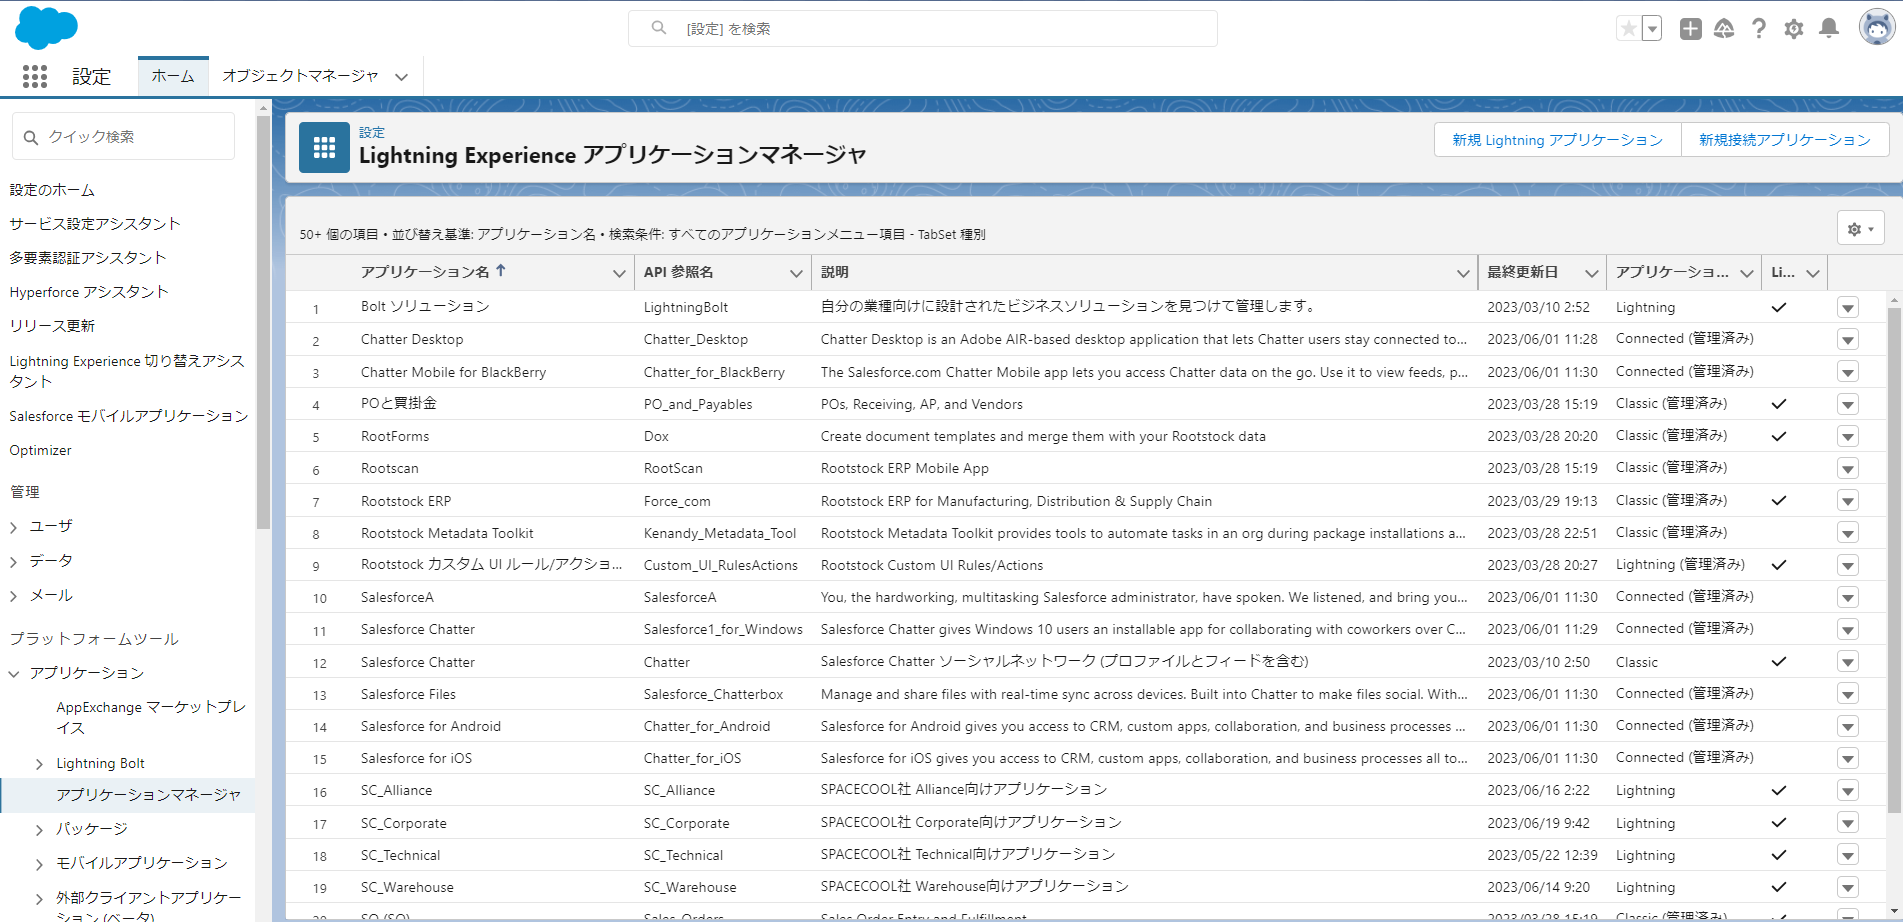 [設定] を検索
設定
ホーム
オブジェクトマネージャ
クイック検索
設定のホーム
サービス設定アシスタント
多要素認証アシスタント
Hyperforce アシスタント
リリース更新
Lightning Experience 切り替えアシス
タント
Salesforce モバイルアプリケーション
Optimizer
管理
ユーザ
データ
メール
プラットフォームツール
アプリケーション
AppExchange マーケットプレ
イス
Lightning Bolt
アプリケーションマネージャ
パッケージ
モバイルアプリケーション
外部クライアントアプリケー
ション (ベータ)
設定
Lightning Experience アプリケーションマネージャ
新規 Lightning アプリケーション
新規接続アプリケーション
50+ 個の項目・並び替え基準: アプリケーション名・検索条件: すべてのアプリケーションメニュー項目 - TabSet 種別
アプリケーション名 ↑ API 参照名 説明 最終更新日 アプリケーショ... Li...
1 Bolt ソリューション LightningBolt 自分の業種向けに設計されたビジネスソリューションを見つけて管理します。 2023/03/10 2:52 Lightning ✓
2 Chatter Desktop Chatter_Desktop Chatter Desktop is an Adobe AIR-based desktop application that lets Chatter users stay connected to... 2023/06/01 11:28 Connected (管理済み)
3 Chatter Mobile for BlackBerry Chatter_for_BlackBerry The Salesforce.com Chatter Mobile app lets you access Chatter data on the go. Use it to view feeds, p... 2023/06/01 11:30 Connected (管理済み)
4 POと買掛金 PO_and_Payables POs, Receiving, AP, and Vendors 2023/03/28 15:19 Classic (管理済み) ✓
5 RootForms Dox Create document templates and merge them with your Rootstock data 2023/03/28 20:20 Classic (管理済み) ✓
6 Rootscan RootScan Rootstock ERP Mobile App 2023/03/28 15:19 Classic (管理済み)
7 Rootstock ERP Force_com Rootstock ERP for Manufacturing, Distribution & Supply Chain 2023/03/29 19:13 Classic (管理済み) ✓
8 Rootstock Metadata Toolkit Kenandy_Metadata_Tool Rootstock Metadata Toolkit provides tools to automate tasks in an org during package installations a... 2023/03/28 22:51 Classic (管理済み)
9 Rootstock カスタム UI ルール/アクショ... Custom_UI_RulesActions Rootstock Custom UI Rules/Actions 2023/03/28 20:27 Lightning (管理済み) ✓
10 SalesforceA SalesforceA You, the hardworking, multitasking Salesforce administrator, have spoken. We listened, and bring you... 2023/06/01 11:30 Connected (管理済み)
11 Salesforce Chatter Salesforce1_for_Windows Salesforce Chatter gives Windows 10 users an installable app for collaborating with coworkers over C... 2023/06/01 11:29 Connected (管理済み)
12 Salesforce Chatter Chatter Salesforce Chatter ソーシャルネットワーク (プロファイルとフィードを含む) 2023/03/10 2:50 Classic ✓
13 Salesforce Files Salesforce_Chatterbox Manage and share files with real-time sync across devices. Built into Chatter to make files social. With... 2023/06/01 11:30 Connected (管理済み)
14 Salesforce for Android Chatter_for_Android Salesforce for Android gives you access to CRM, custom apps, collaboration, and business processes ... 2023/06/01 11:30 Connected (管理済み)
15 Salesforce for iOS Chatter_for_iOS Salesforce for iOS gives you access to CRM, custom apps, collaboration, and business processes all to... 2023/06/01 11:30 Connected (管理済み)
16 SC_Alliance SC_Alliance SPACECOOL社 Alliance向けアプリケーション 2023/06/16 2:22 Lightning ✓
17 SC_Corporate SC_Corporate SPACECOOL社 Corporate向けアプリケーション 2023/06/19 9:42 Lightning ✓
18 SC_Technical SC_Technical SPACECOOL社 Technical向けアプリケーション 2023/05/22 12:39 Lightning ✓
19 SC_Warehouse SC_Warehouse SPACECOOL社 Warehouse向けアプリケーション 2023/06/14 9:20 Lightning ✓
20 SO (SO) Sales_Orders Sales Order Entry and Fulfillment 2023/03/28 15:19 Classic (管理済み)